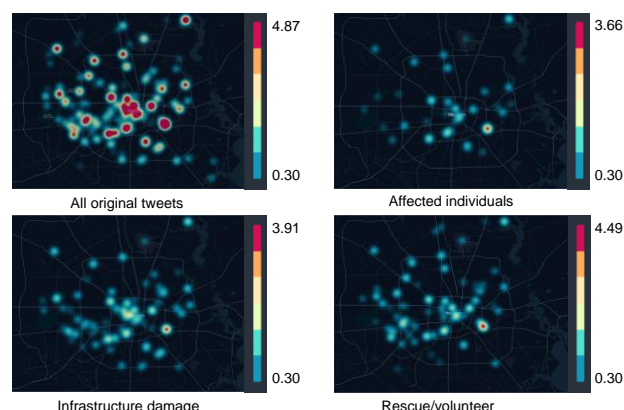 4.87
3.66
0.30
0.30
All original tweets
Affected individuals
3.91
4.49
0.30
0.30
Infrastructure damage
Rescue/volunteer